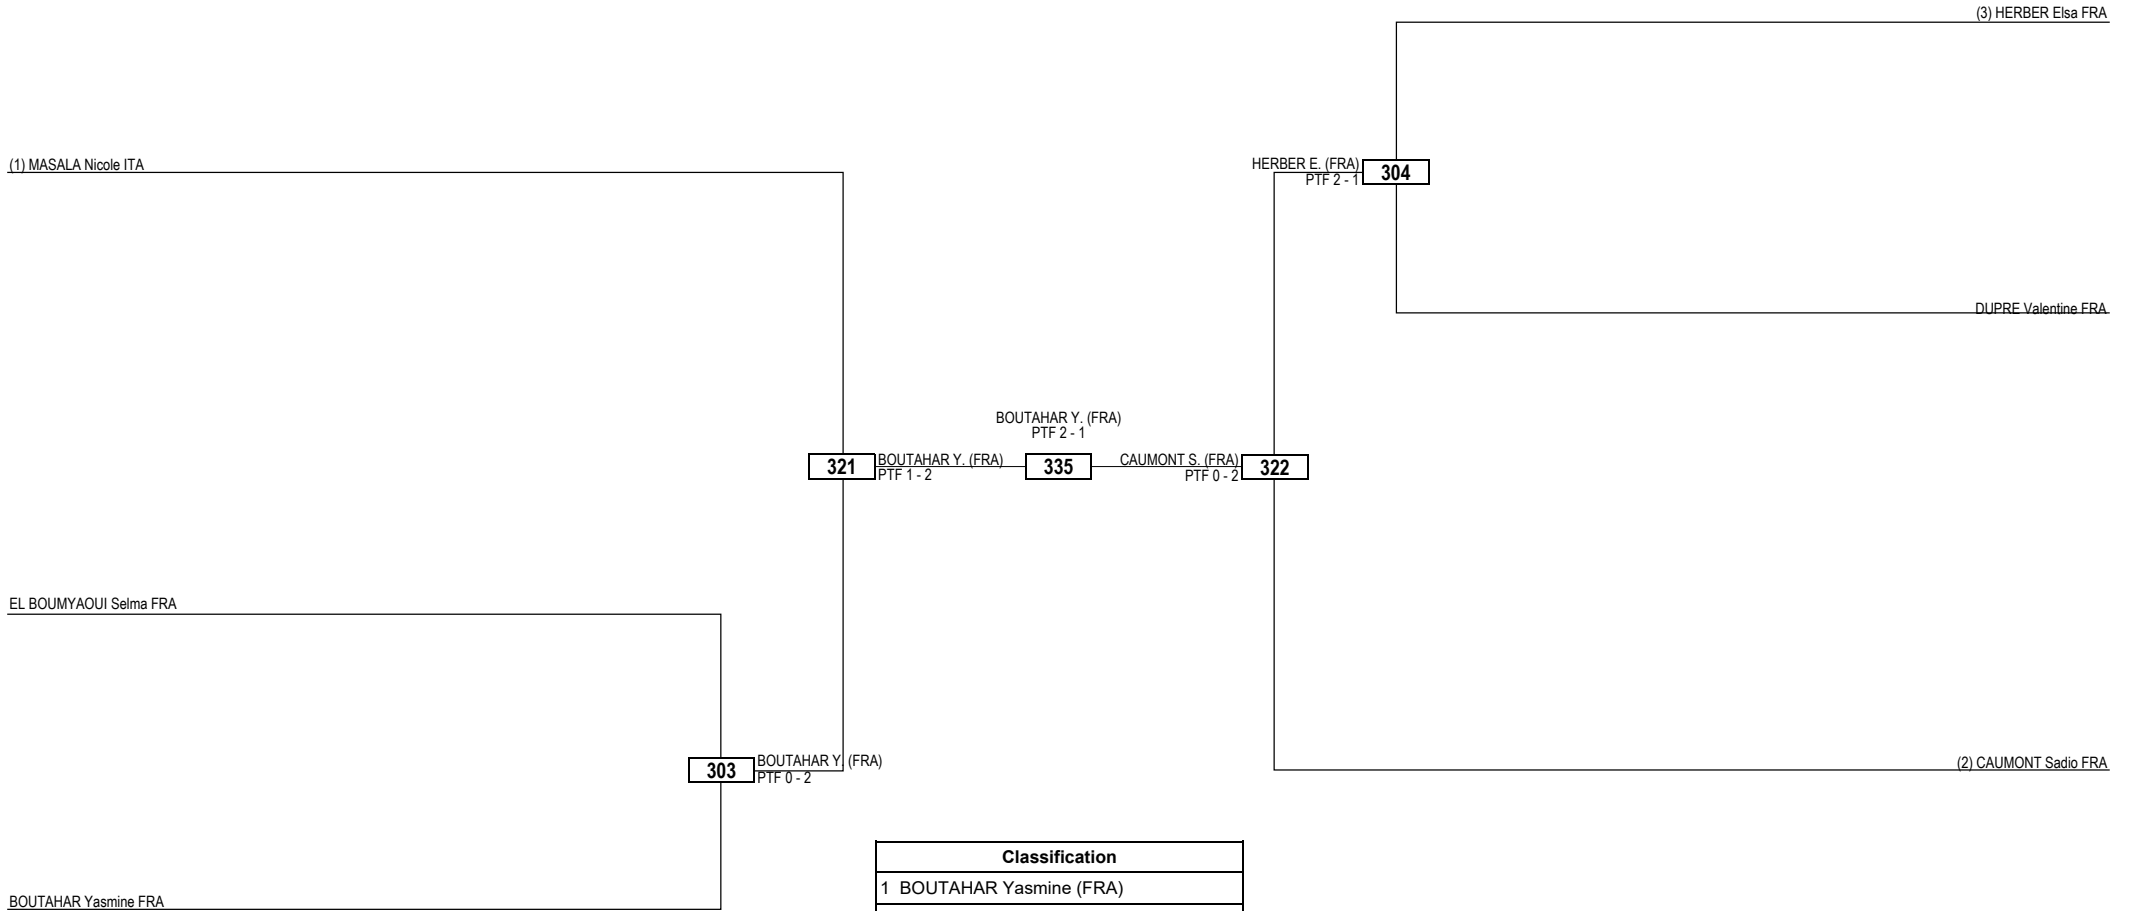 (3) HERBER Elsa FRA
(1) MASALA Nicole ITA
HERBER E. (FRA)
PTF 2 - 1
304
DUPRE Valentine FRA
BOUTAHAR Y. (FRA)
PTF 2 - 1
321
BOUTAHAR Y. (FRA)
PTF 1 - 2
335
CAUMONT S. (FRA)
PTF 0 - 2
322
EL BOUMYAOUI Selma FRA
303
BOUTAHAR Y. (FRA)
PTF 0 - 2
(2) CAUMONT Sadio FRA
Classification
1 BOUTAHAR Yasmine (FRA)
BOUTAHAR Yasmine FRA